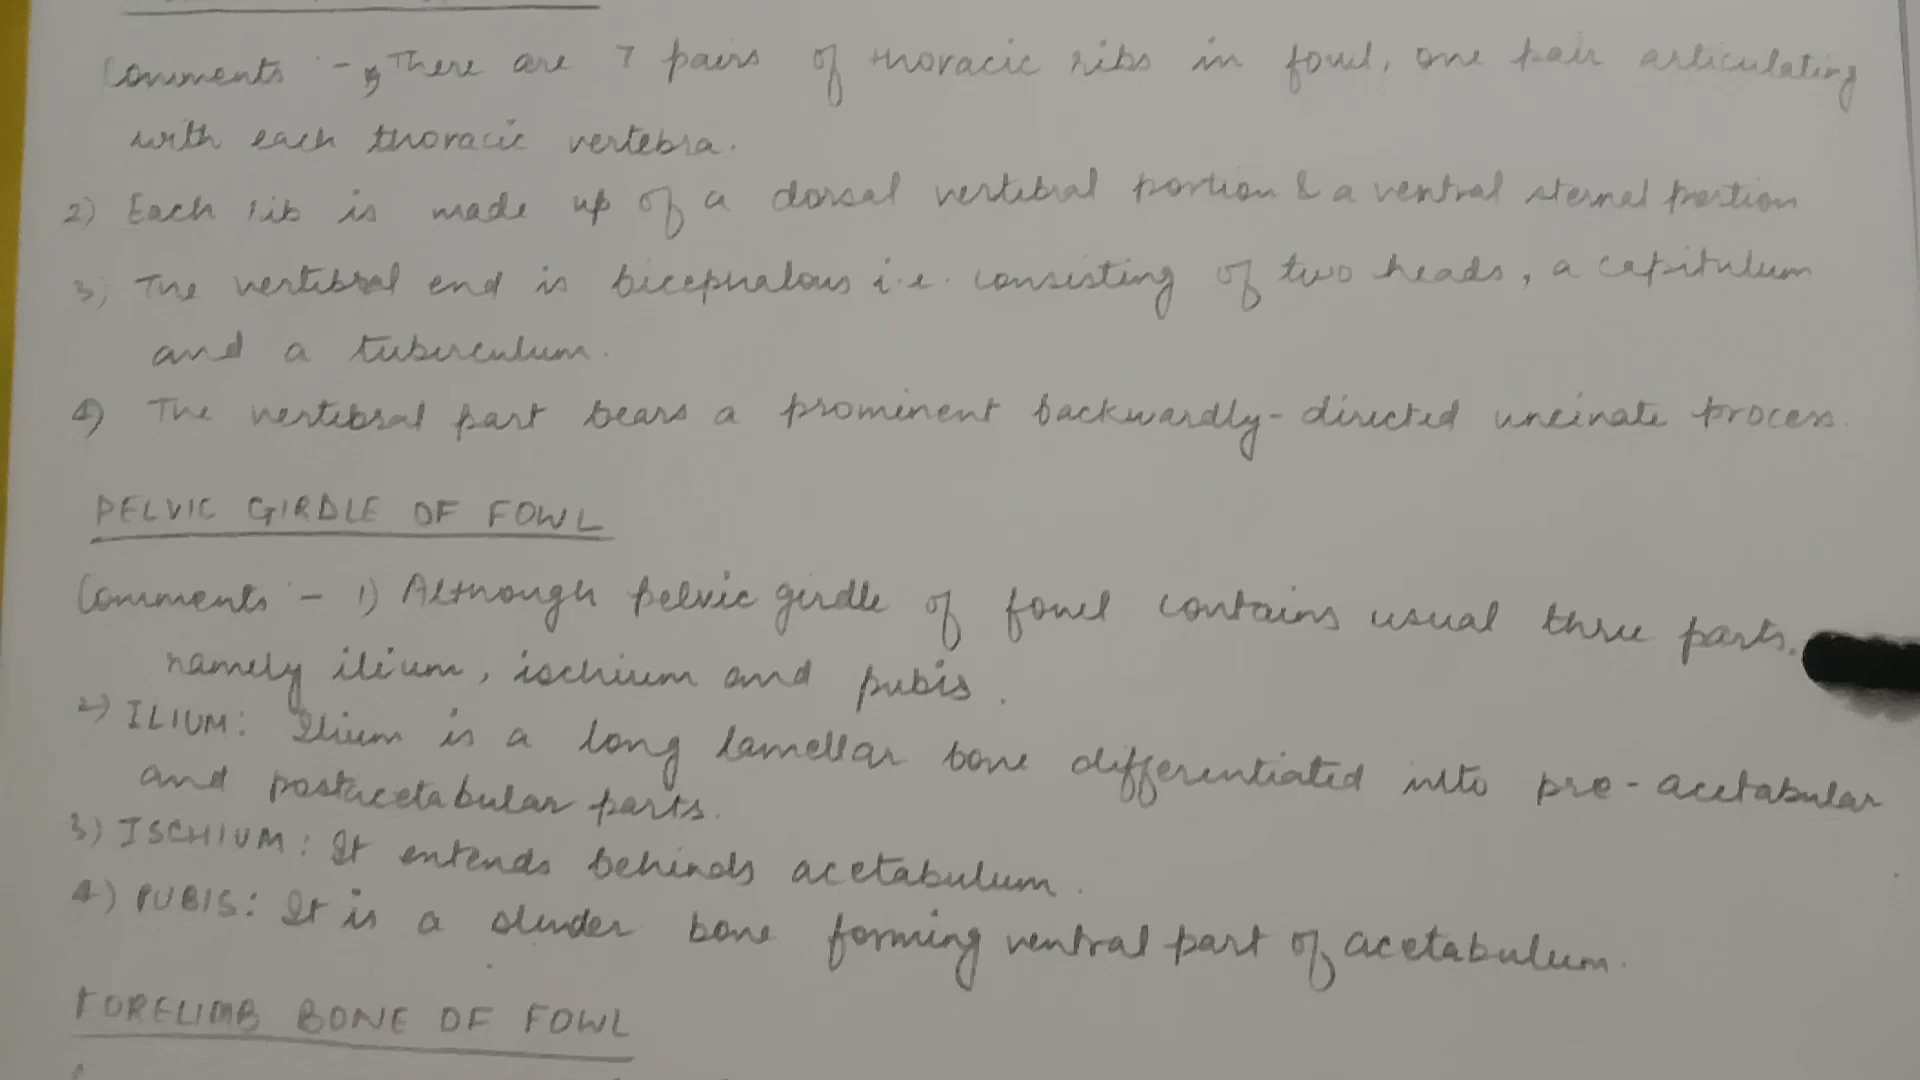 Comments :- 1) There are 7 pairs of thoracic ribs in fowl, one pair articulating
with each thoracic vertebra.
2) Each rib is made up of a dorsal vertebral portion & a ventral sternal portion
3) The vertibral end is bicephalous i.e. consisting of two heads, a capitulum
and a tuberculum.
4) The vertebral part bears a prominent backwardly-directed uncinate process.
PELVIC GIRDLE OF FOWL
Comments :- 1) Although pelvic girdle of fowl contains usual three parts,
namely ilium, ischium and pubis.
2) ILIUM: Ilium is a long lamellar bone differentiated into pre-acetabular
and postacetabular parts.
3) ISCHIUM: It extends behinds acetabulum.
4) PUBIS: It is a slender bone forming ventral part of acetabulum.
FORELIMB BONE OF FOWL